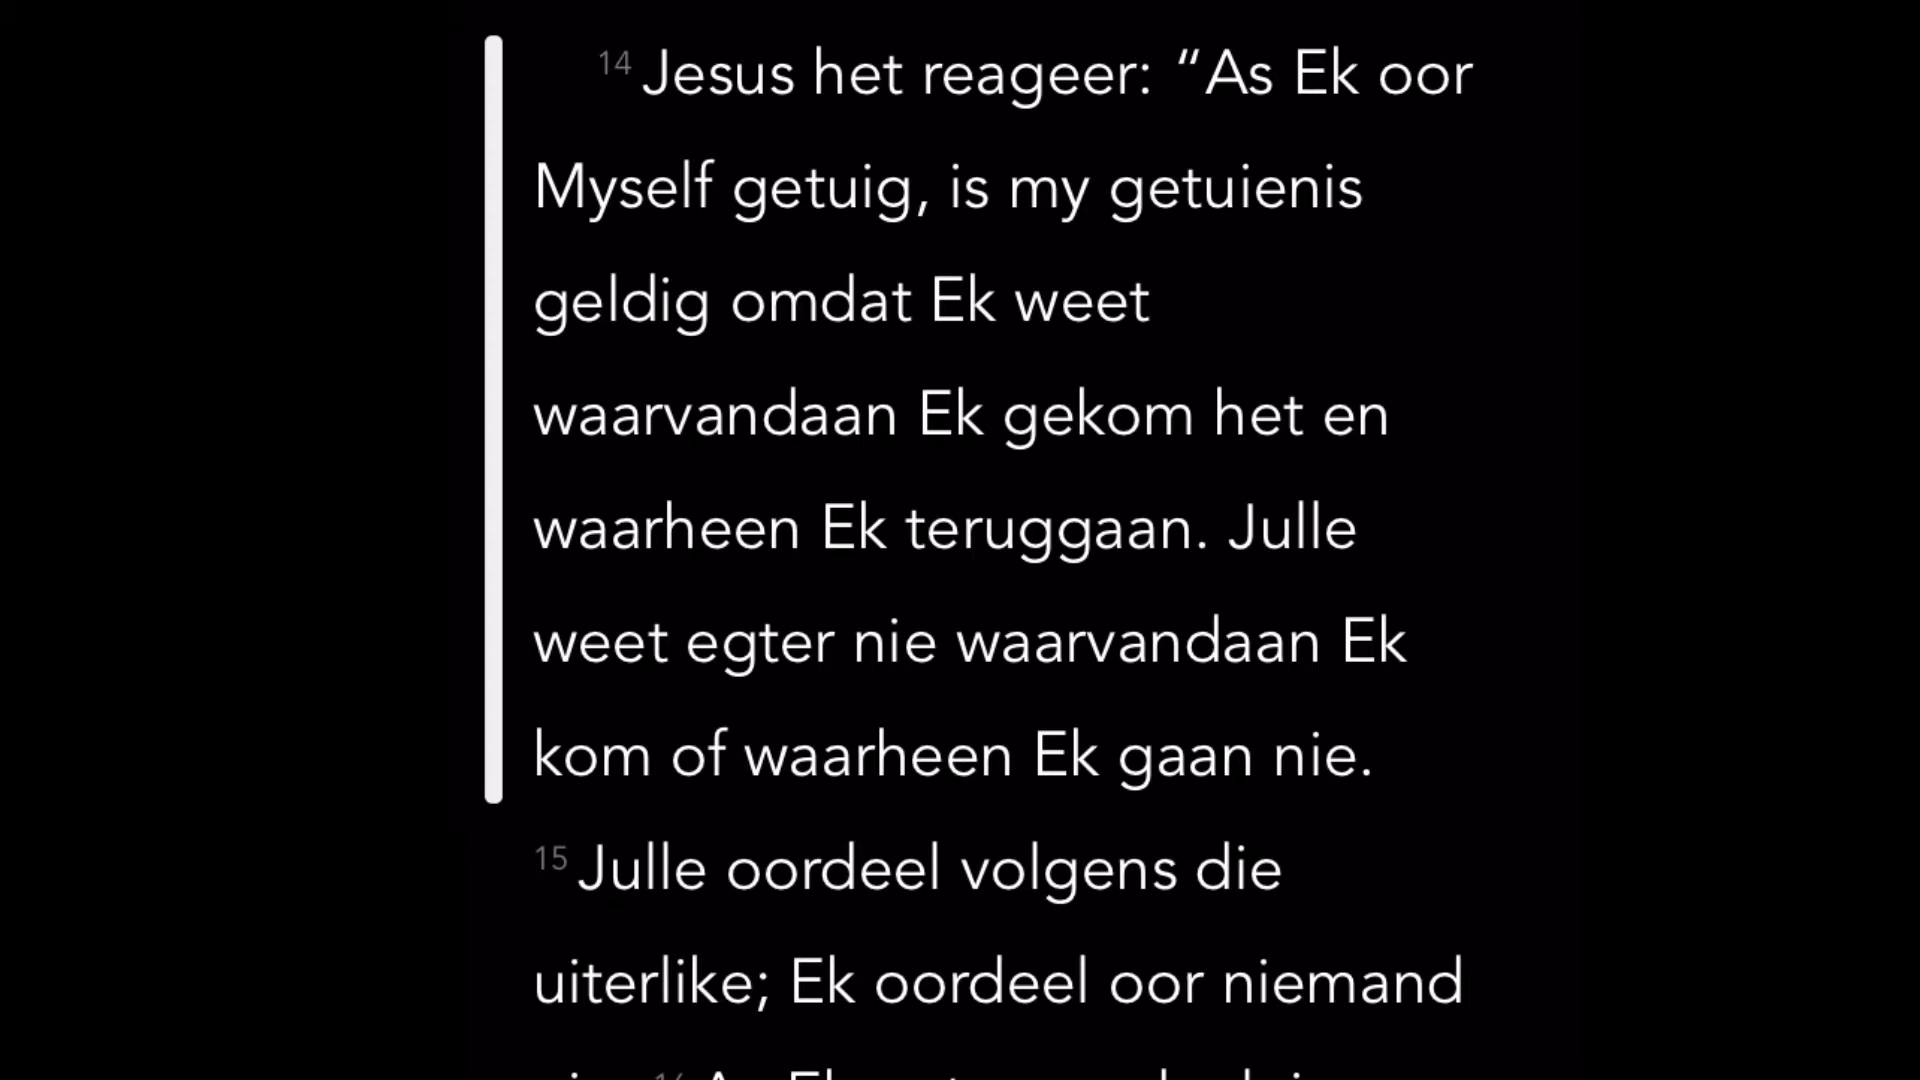 14 Jesus het reageer: “As Ek oor
Myself getuig, is my getuienis
geldig omdat Ek weet
waarvandaan Ek gekom het en
waarheen Ek teruggaan. Julle
weet egter nie waarvandaan Ek
kom of waarheen Ek gaan nie.
15 Julle oordeel volgens die
uiterlike; Ek oordeel oor niemand